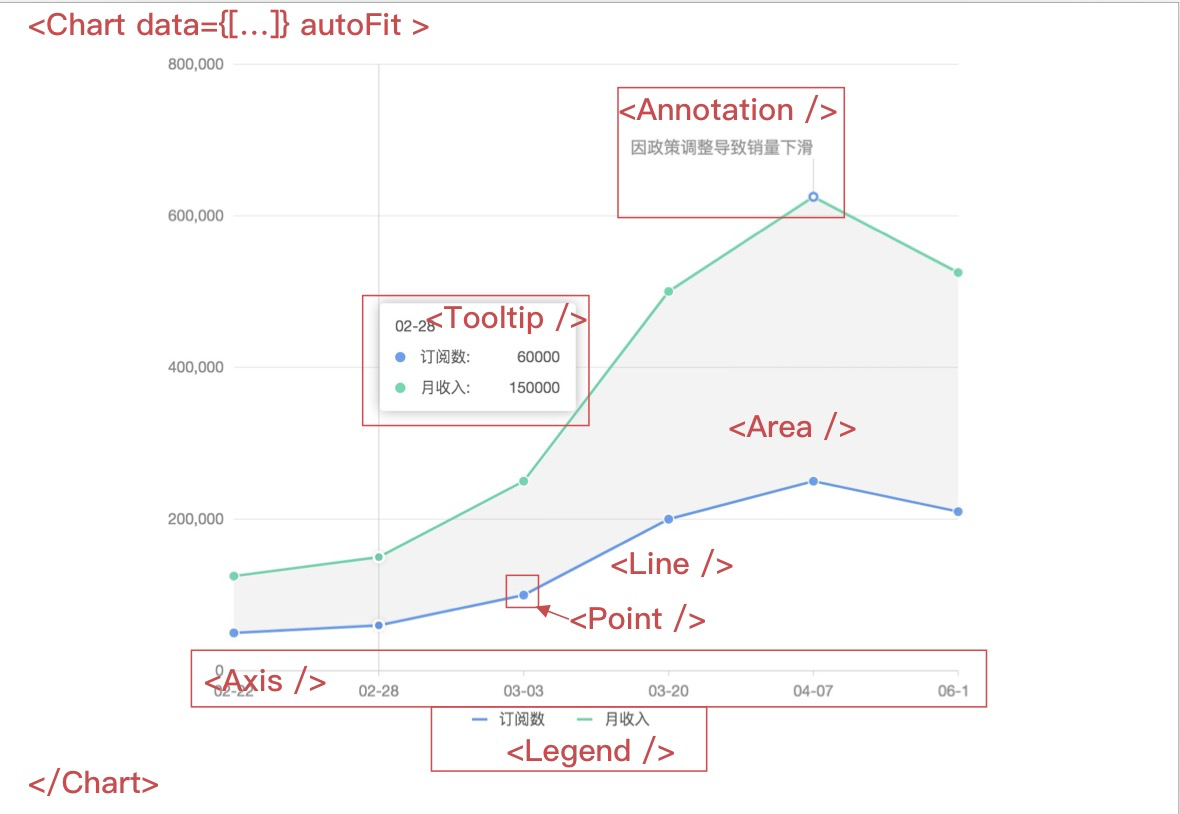 <Chart data={[...]} autoFit >
800,000
<Annotation />
因政策调整导致销量下滑
600,000
<Tooltip />
02-28
订阅数: 60000
400,000
月收入: 150000
<Area />
200,000
<Line />
<Point />
0
<Axis />
02-22 02-28 03-03 03-20 04-07 06-1
订阅数 月收入
<Legend />
</Chart>